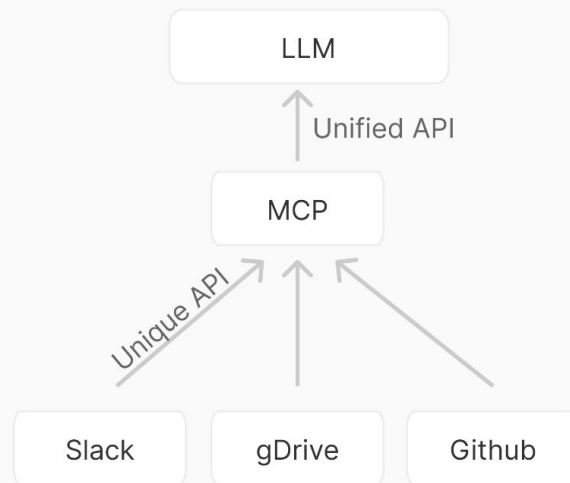 LLM
Unified API
MCP
Unique API
Slack
gDrive
Github